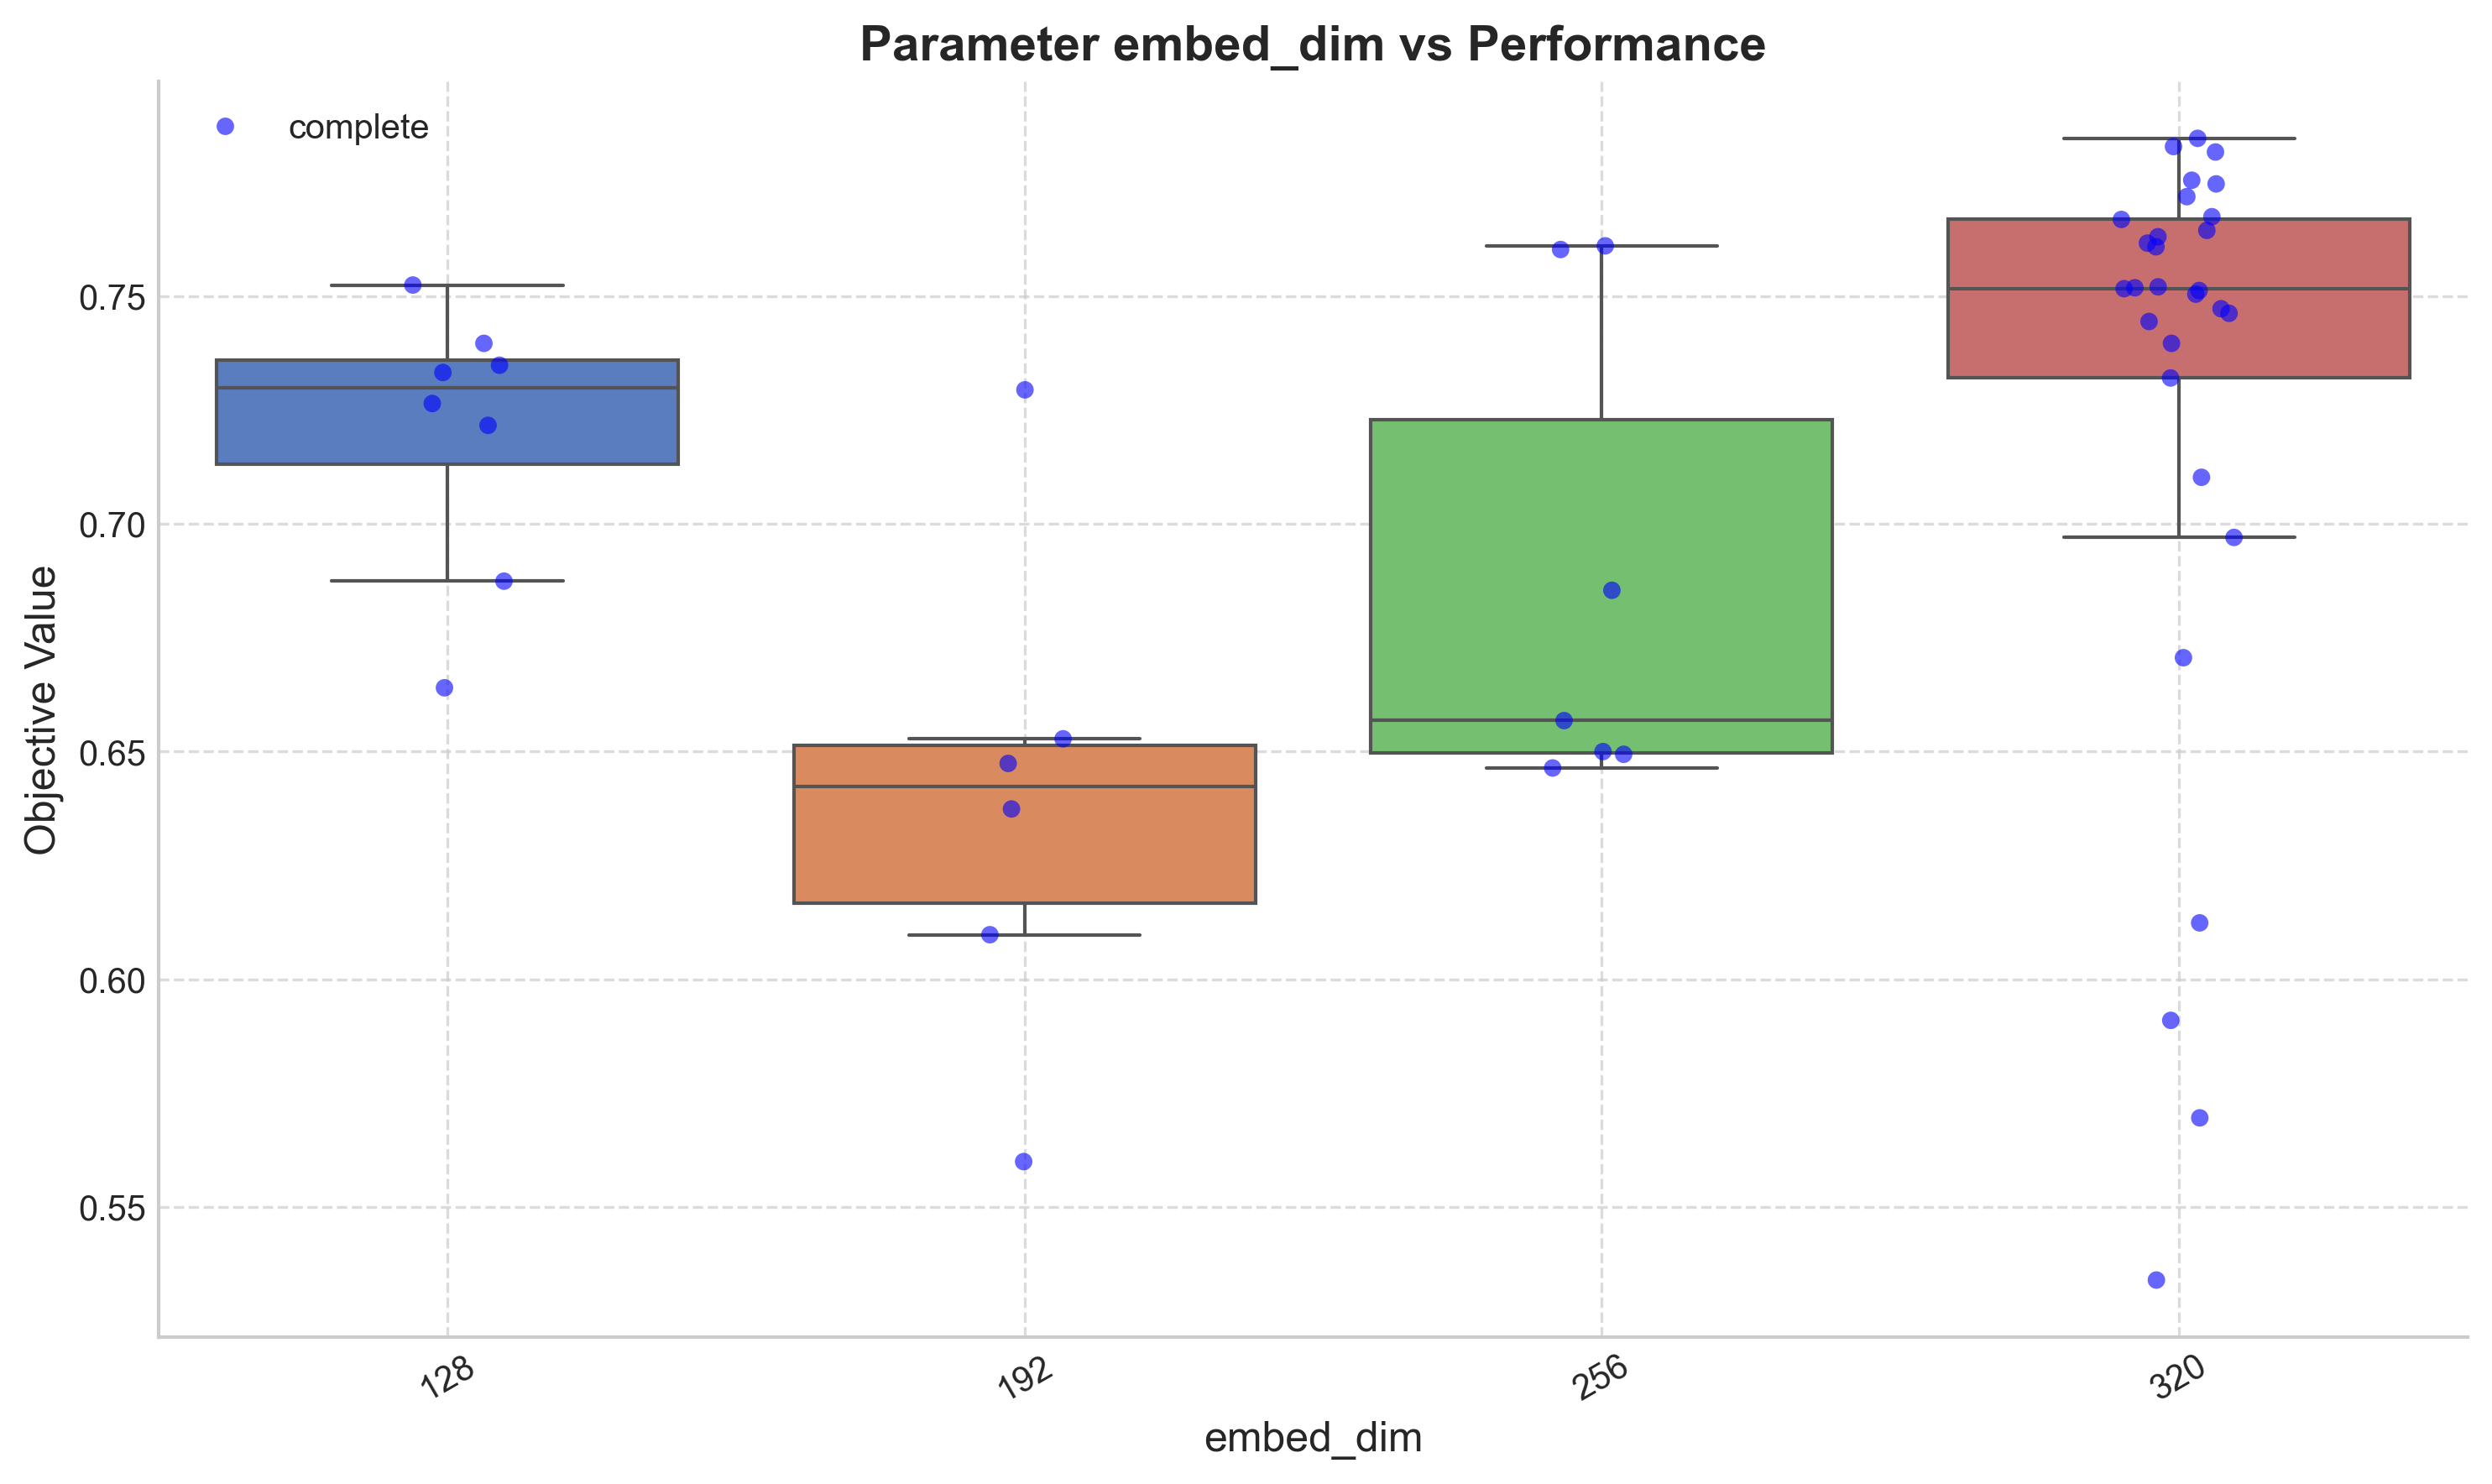 Parameter embed_dim vs Performance
complete
Objective Value
0.75
0.70
0.65
0.60
0.55
128
192
256
320
embed_dim